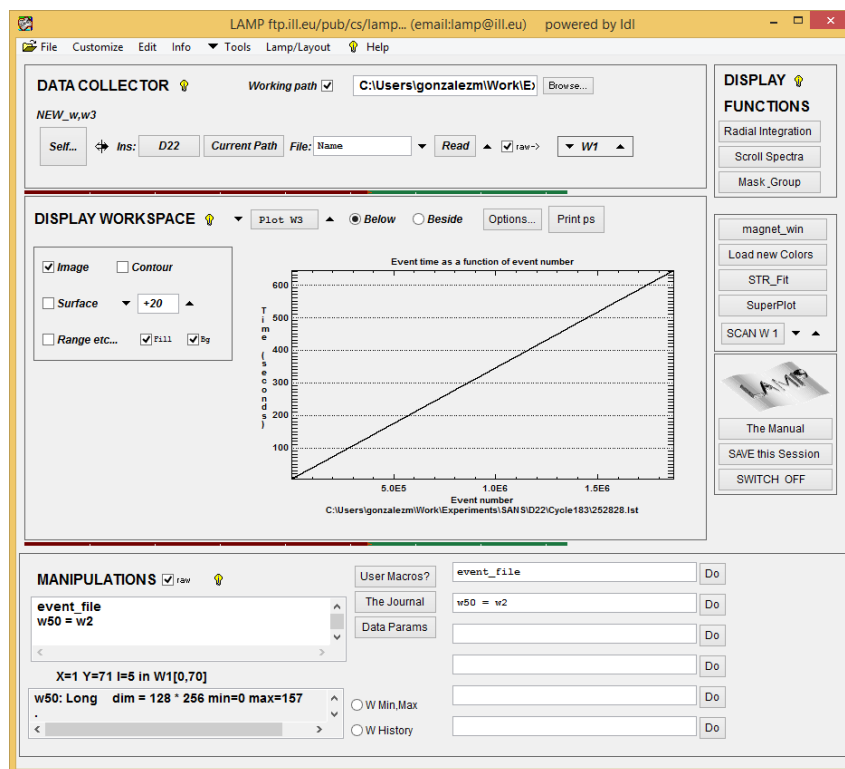 LAMP ftp.ill.eu/pub/cs/lamp... (email:lamp@ill.eu) powered by Idl
File Customize Edit Info Tools Lamp/Layout Help
DATA COLLECTOR Working path C:\Users\gonzalezm\Work\E Browse...
NEW_w,w3
Self... Ins: D22 Current Path File: Name Read raw-> W1
DISPLAY
FUNCTIONS
Radial Integration
Scroll Spectra
Mask_Group
DISPLAY WORKSPACE Plot W3 Below Beside Options... Print ps
Image Contour
Surface +20
Range etc... Fill Bg
Event time as a function of event number
Time (seconds)
600
500
400
300
200
100
5.0E5 1.0E6 1.5E6
Event number
C:\Users\gonzalezm\Work\Experiments\SANS\D22\Cycle183\252828.lst
magnet_win
Load new Colors
STR_Fit
SuperPlot
SCAN W 1
LAMP
The Manual
SAVE this Session
SWITCH OFF
MANIPULATIONS raw
event_file
w50 = w2
X=1 Y=71 I=5 in W1[0,70]
w50: Long dim = 128 * 256 min=0 max=157
.
User Macros?
The Journal
Data Params
W Min,Max
W History
event_file Do
w50 = w2 Do
Do
Do
Do
Do